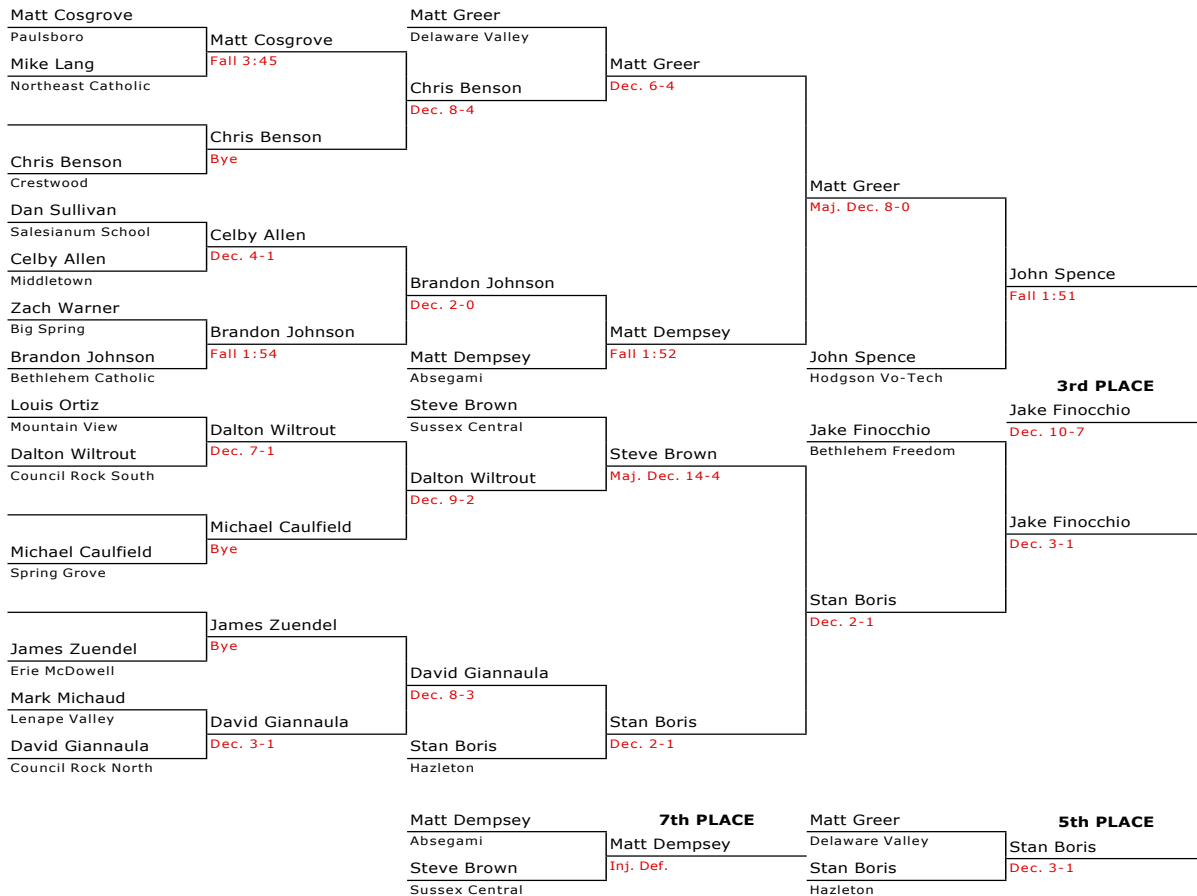 Matt Cosgrove
Paulsboro
Mike Lang
Northeast Catholic
Chris Benson
Crestwood
Dan Sullivan
Salesianum School
Celby Allen
Middletown
Zach Warner
Big Spring
Brandon Johnson
Bethlehem Catholic
Louis Ortiz
Mountain View
Dalton Wiltrout
Council Rock South
Michael Caulfield
Spring Grove
James Zuendel
Erie McDowell
Mark Michaud
Lenape Valley
David Giannaula
Council Rock North
Matt Cosgrove
Fall 3:45
Chris Benson
Bye
Celby Allen
Dec. 4-1
Brandon Johnson
Fall 1:54
Dalton Wiltrout
Dec. 7-1
Michael Caulfield
Bye
James Zuendel
Bye
David Giannaula
Dec. 3-1
Matt Greer
Delaware Valley
Chris Benson
Dec. 8-4
Brandon Johnson
Dec. 2-0
Matt Dempsey
Absegami
Steve Brown
Sussex Central
Dalton Wiltrout
Dec. 9-2
David Giannaula
Dec. 8-3
Stan Boris
Hazleton
Matt Greer
Dec. 6-4
Matt Dempsey
Fall 1:52
Steve Brown
Maj. Dec. 14-4
Stan Boris
Dec. 2-1
Matt Greer
Maj. Dec. 8-0
John Spence
Hodgson Vo-Tech
Jake Finocchio
Bethlehem Freedom
Stan Boris
Dec. 2-1
John Spence
Fall 1:51
3rd PLACE
Jake Finocchio
Dec. 10-7
Jake Finocchio
Dec. 3-1
Matt Dempsey
Absegami
Steve Brown
Sussex Central
7th PLACE
Matt Dempsey
Inj. Def.
Matt Greer
Delaware Valley
Stan Boris
Hazleton
5th PLACE
Stan Boris
Dec. 3-1